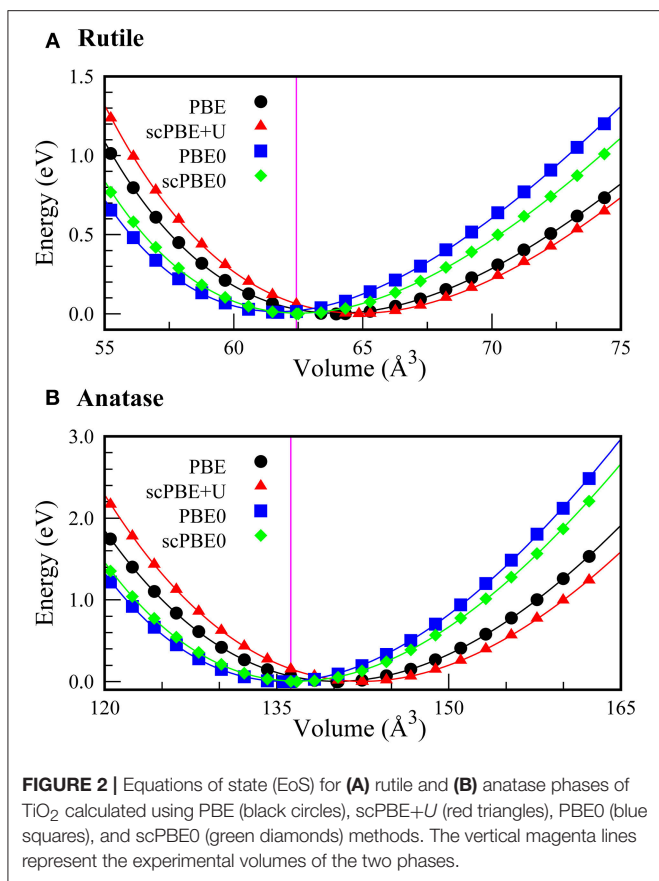 A Rutile
1.5
1.0
0.5
0.0
Energy (eV)
PBE
scPBE+U
PBE0
scPBE0
55 60 65 70 75
Volume (Å³)
B Anatase
3.0
2.0
1.0
0.0
Energy (eV)
PBE
scPBE+U
PBE0
scPBE0
120 135 150 165
Volume (Å³)
FIGURE 2 | Equations of state (EoS) for (A) rutile and (B) anatase phases of
TiO₂ calculated using PBE (black circles), scPBE+U (red triangles), PBE0 (blue
squares), and scPBE0 (green diamonds) methods. The vertical magenta lines
represent the experimental volumes of the two phases.